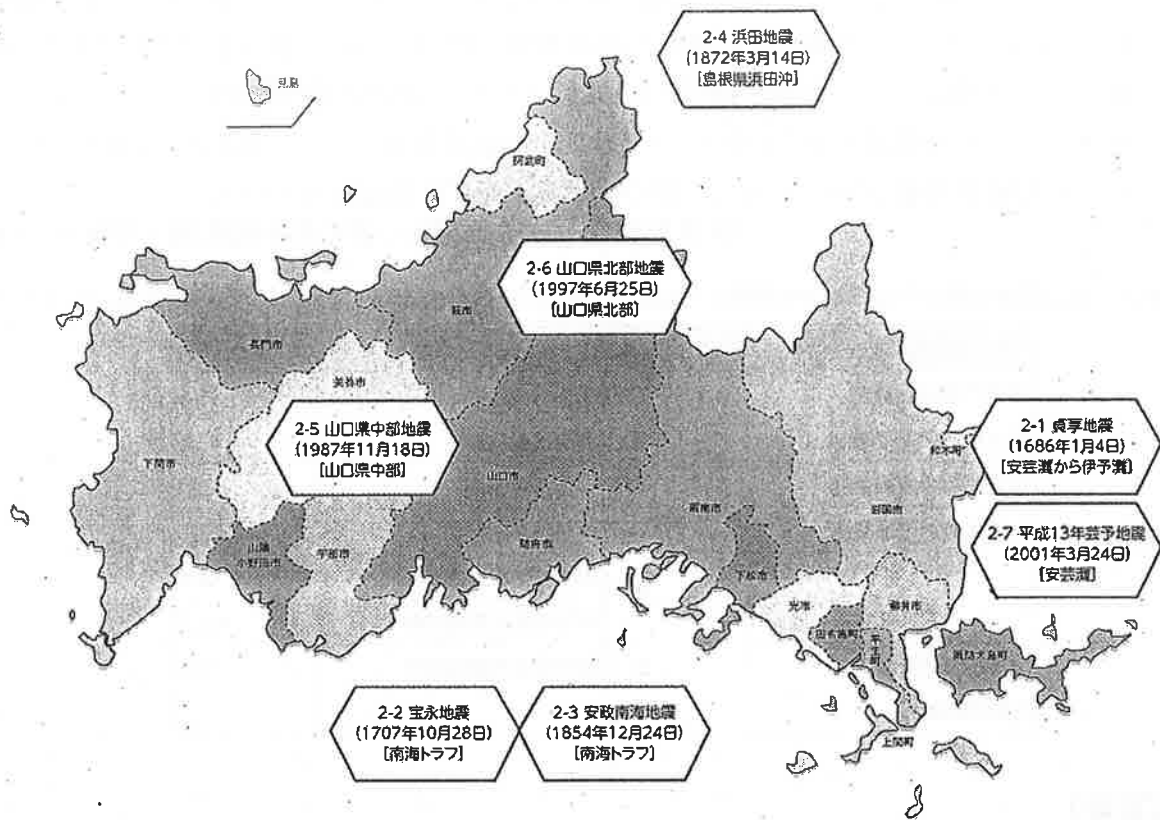 2-4 浜田地震
(1872年3月14日)
[島根県浜田沖]
見島
阿武町
2-6 山口県北部地震
(1997年6月25日)
[山口県北部]
萩市
長門市
美祢市
2-5 山口県中部地震
(1987年11月18日)
[山口県中部]
2-1 貞享地震
(1686年1月4日)
[安芸灘から伊予灘]
和木町
下関市
山口市
周南市
岩国市
2-7 平成13年芸予地震
(2001年3月24日)
[安芸灘]
山陽
小野田市
宇部市
防府市
下松市
光市
柳井市
田布施町
平生町
周防大島町
上関町
2-2 宝永地震
(1707年10月28日)
[南海トラフ]
2-3 安政南海地震
(1854年12月24日)
[南海トラフ]